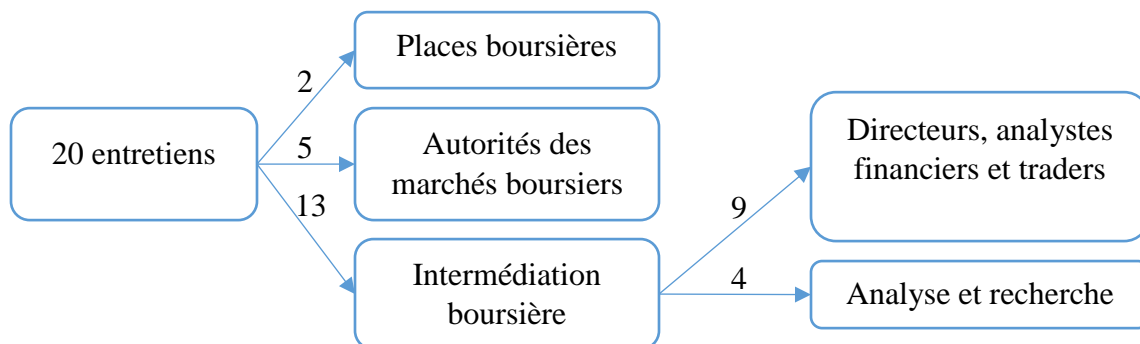 Places boursières
2
20 entretiens
5
Autorités des
marchés boursiers
13
Intermédiation
boursière
9
Directeurs, analystes
financiers et traders
4
Analyse et recherche